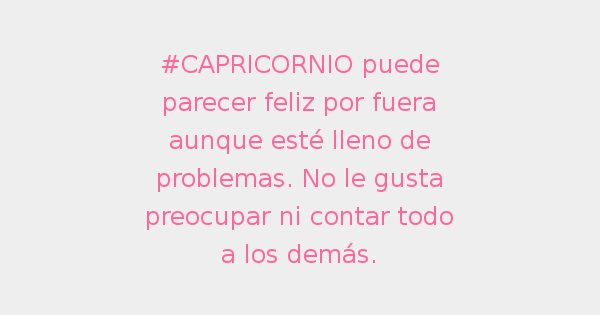 #CAPRICORNIO puede
parecer feliz por fuera
aunque esté lleno de
problemas. No le gusta
preocupar ni contar todo
a los demás.